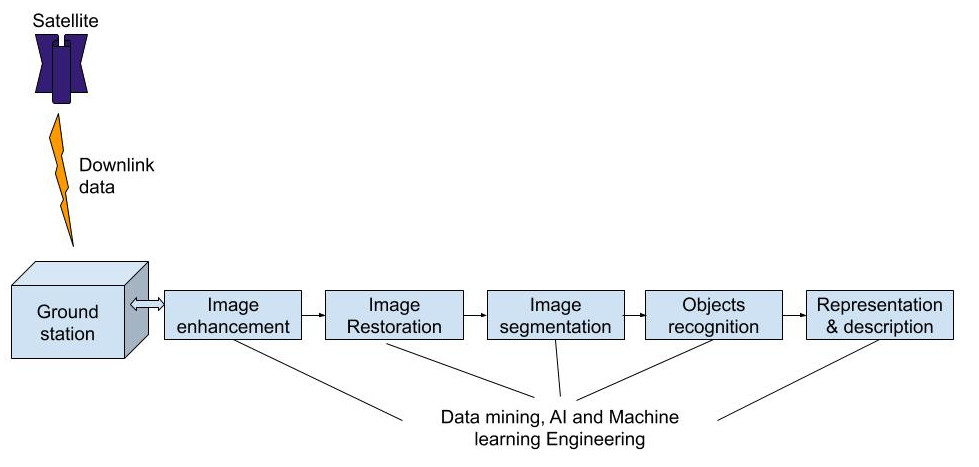 Satellite
Downlink
data
Ground
station
Image
enhancement
Image
Restoration
Image
segmentation
Objects
recognition
Representation
& description
Data mining, AI and Machine
learning Engineering